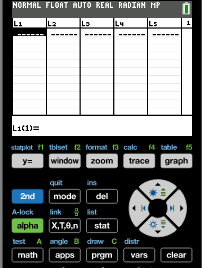 NORMAL FLOAT AUTO REAL RADIAN MP
L1 L2 L3 L4 L5 1
------ ------ ------ ------ ------
L1(1)=
statplot f1 tblset f2 format f3 calc f4 table f5
y= window zoom trace graph
quit ins
2nd mode del
A-lock link list
alpha X,T,θ,n stat
test A angle B draw C distr
math apps prgm vars clear